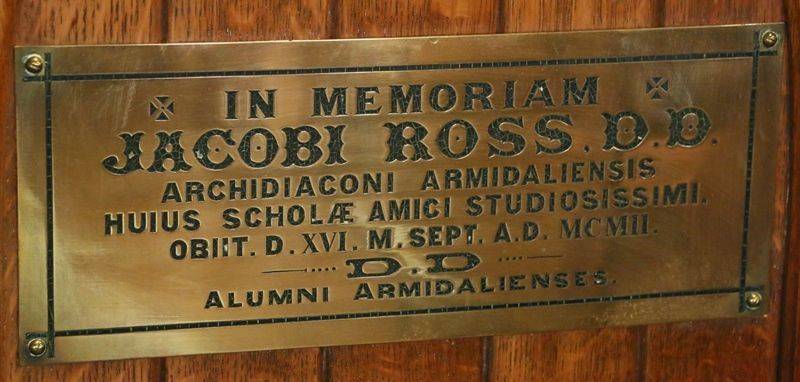 ✠ IN MEMORIAM ✠
JACOBI ROSS. D.D.
ARCHIDIACONI ARMIDALIENSIS
HUIUS SCHOLÆ AMICI STUDIOSISSIMI.
OBIIT. D. XVI. M. SEPT. A.D. MCMII.
D.D
ALUMNI ARMIDALIENSES.